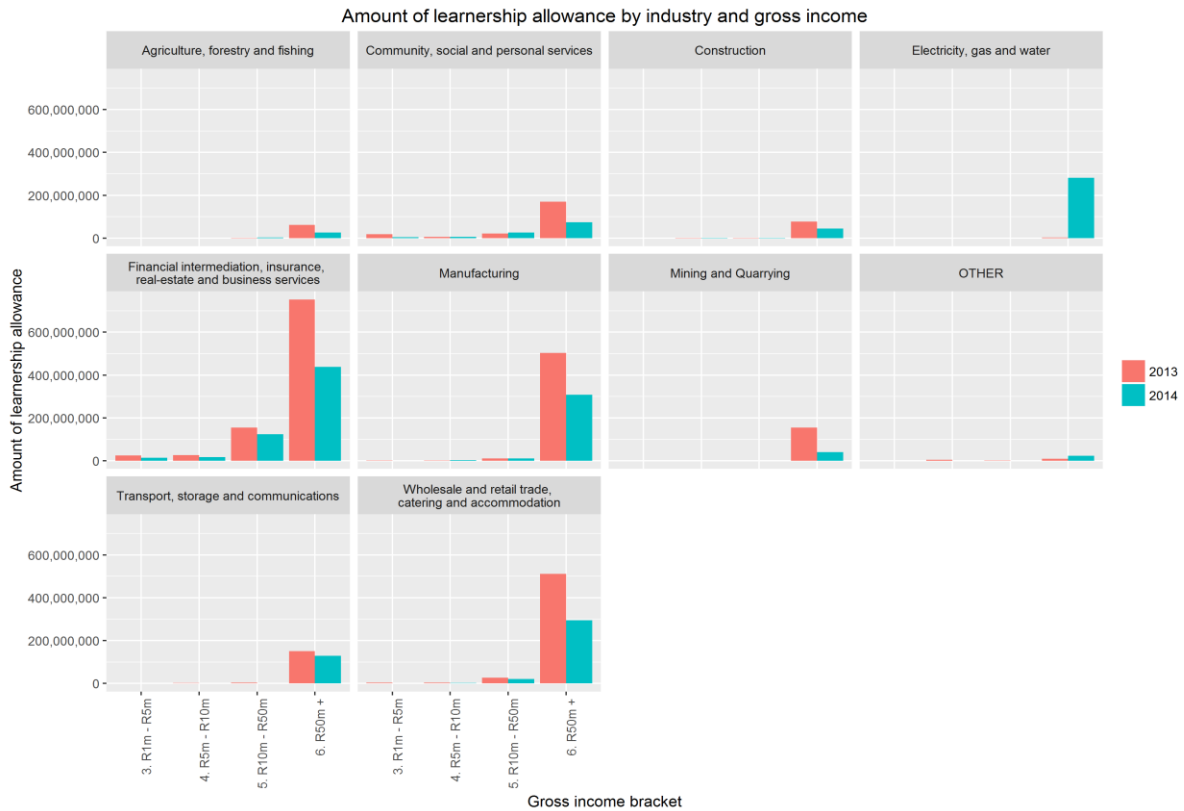 Amount of learnership allowance by industry and gross income
Agriculture, forestry and fishing
Community, social and personal services
Construction
Electricity, gas and water
600,000,000
400,000,000
200,000,000
0
Financial intermediation, insurance,
real-estate and business services
Manufacturing
Mining and Quarrying
OTHER
600,000,000
400,000,000
200,000,000
0
Transport, storage and communications
Wholesale and retail trade,
catering and accommodation
600,000,000
400,000,000
200,000,000
0
3. R1m - R5m
4. R5m - R10m
5. R10m - R50m
6. R50m +
3. R1m - R5m
4. R5m - R10m
5. R10m - R50m
6. R50m +
Gross income bracket
Amount of learnership allowance
2013
2014